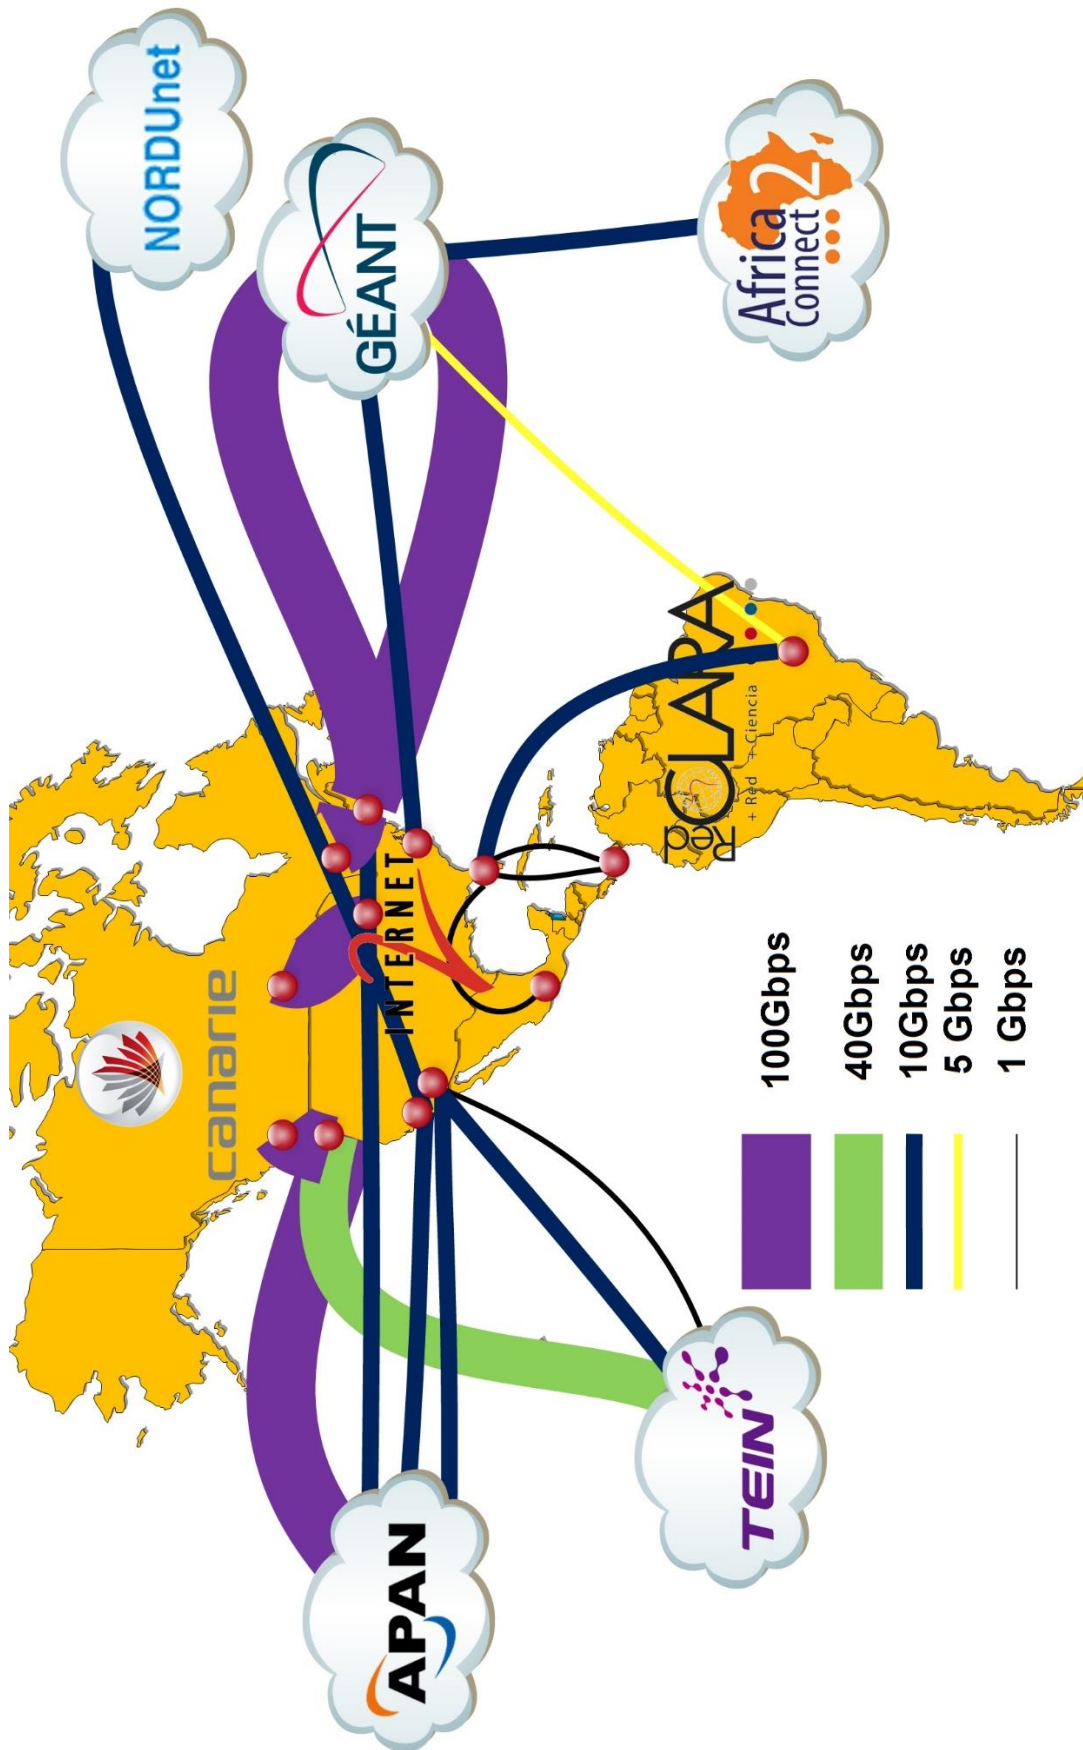 NORDUnet
canarie
GÉANT
INTERNET
2
APAN
Africa
Connect 2
Red CLARA
+ Red + Ciencia
TEIN
100Gbps
40Gbps
10Gbps
5 Gbps
1 Gbps